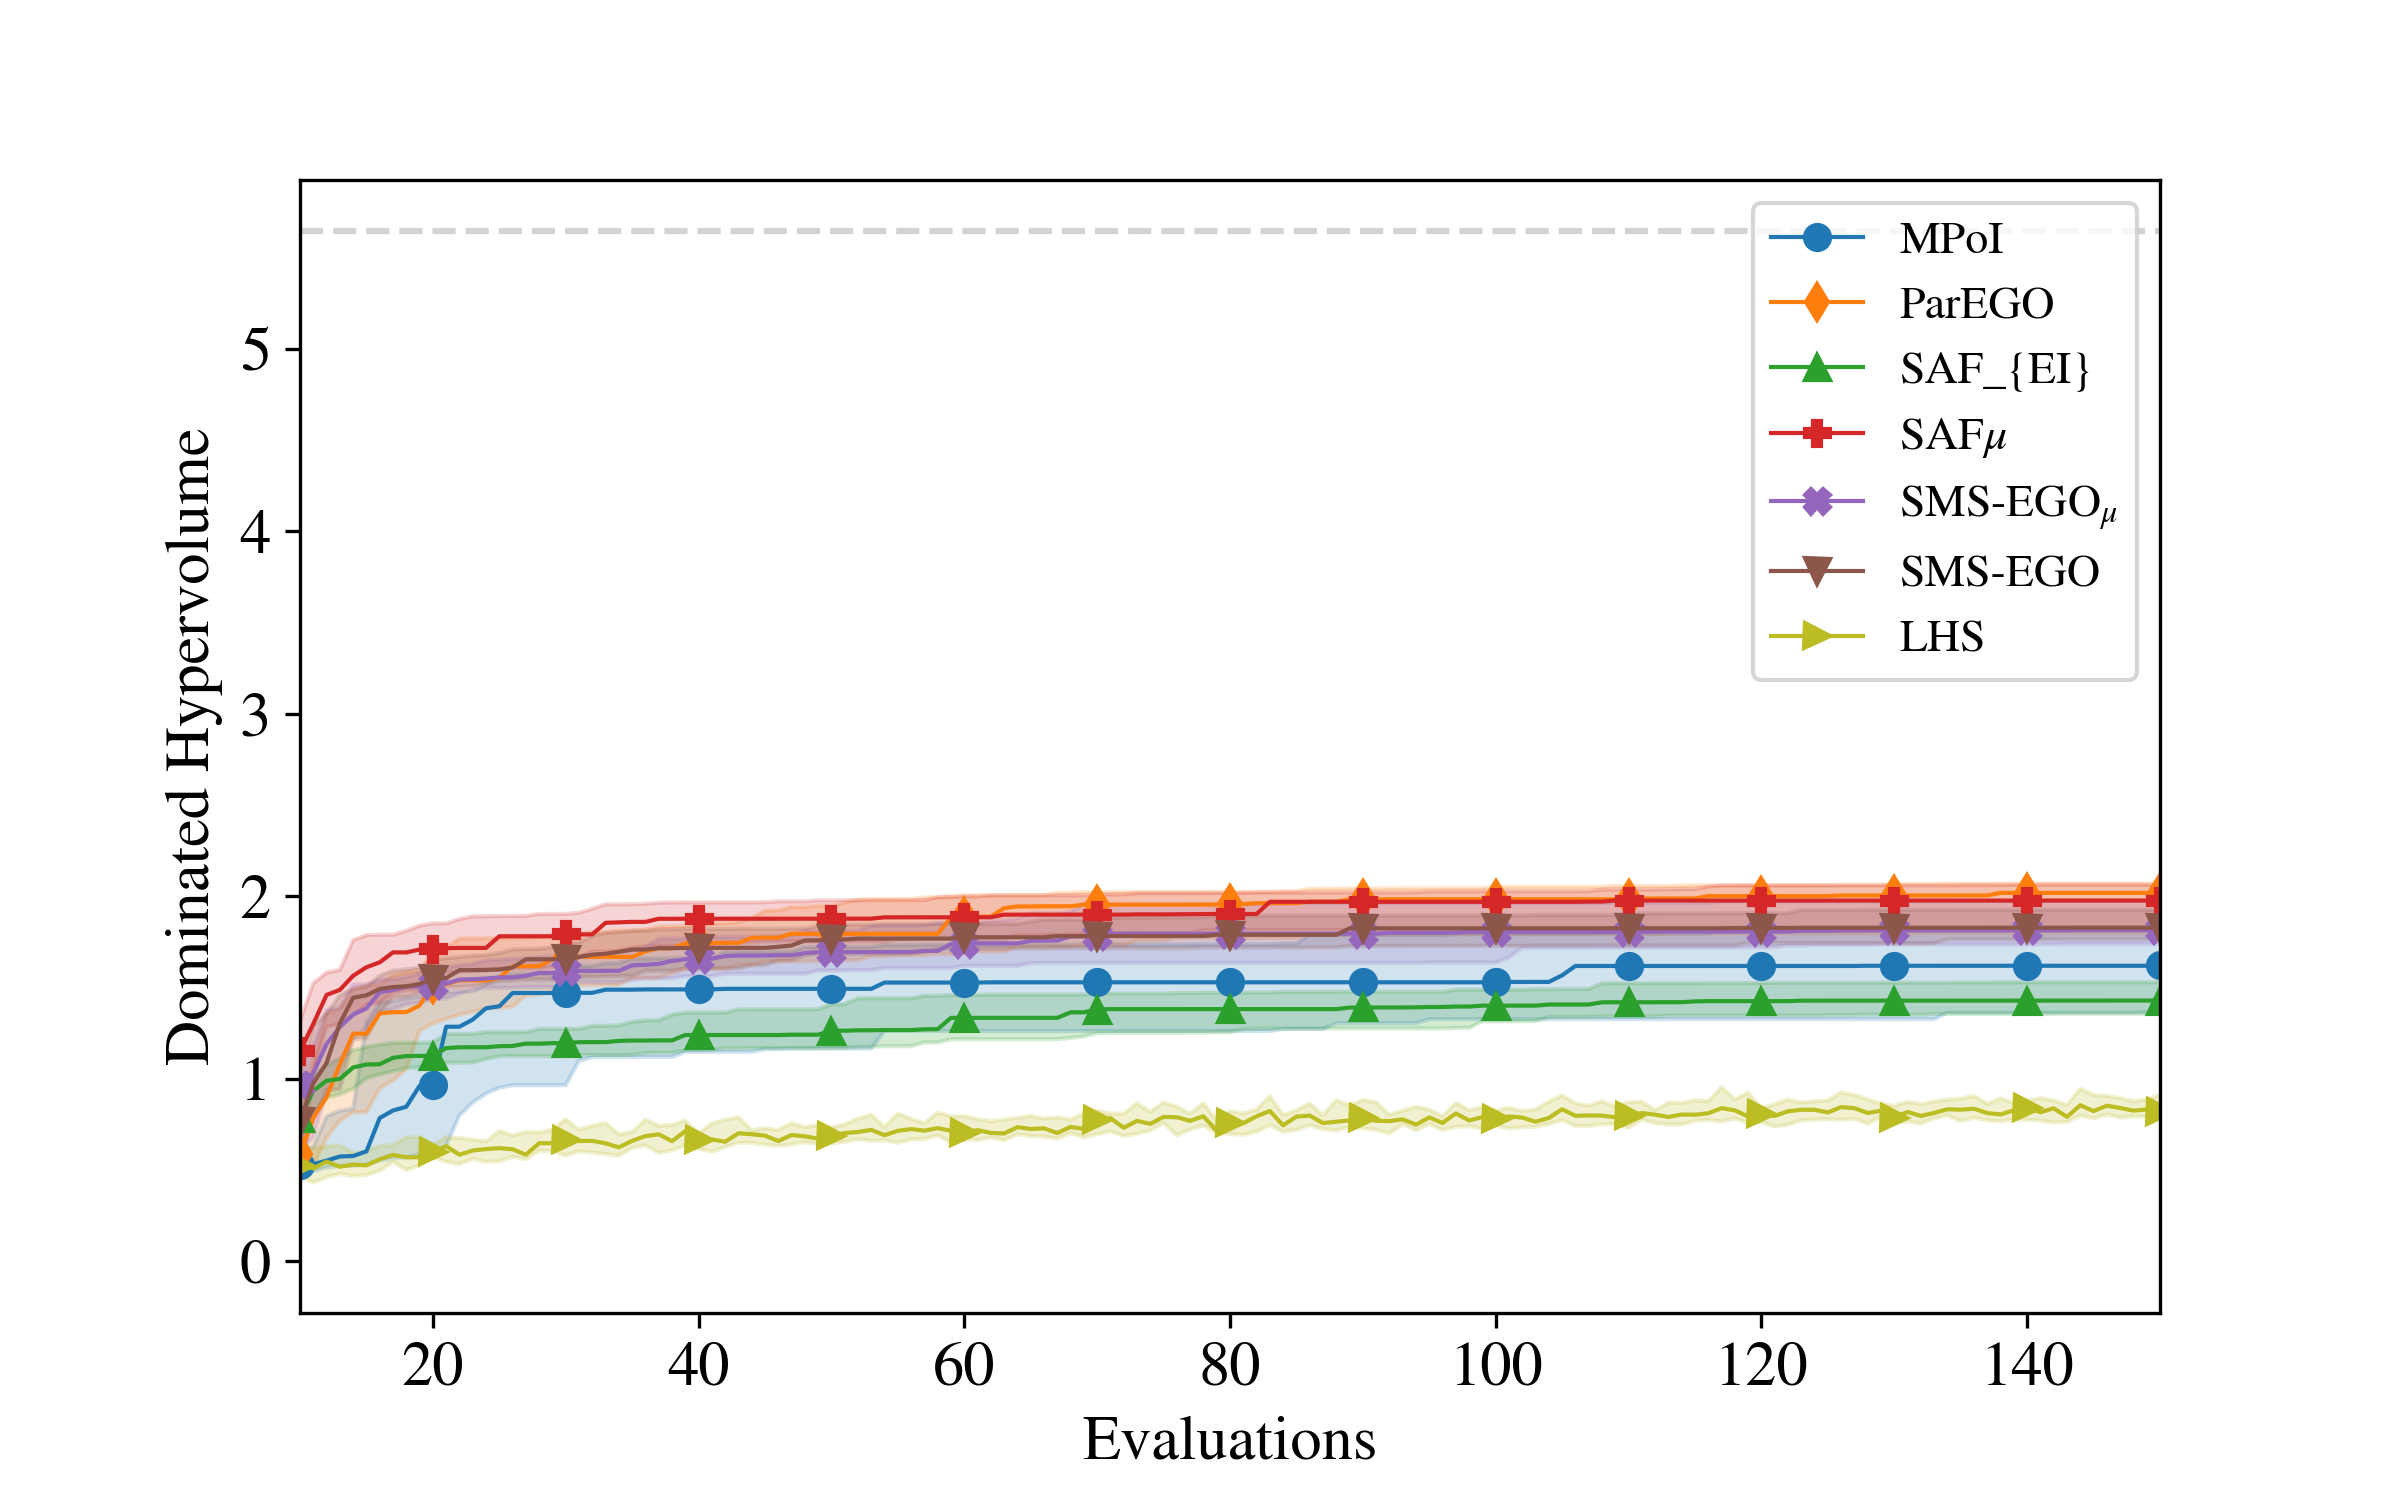 MPoI
ParEGO
SAF_{EI}
SAFμ
SMS-EGOμ
SMS-EGO
LHS
Dominated Hypervolume
5
4
3
2
1
0
20 40 60 80 100 120 140
Evaluations